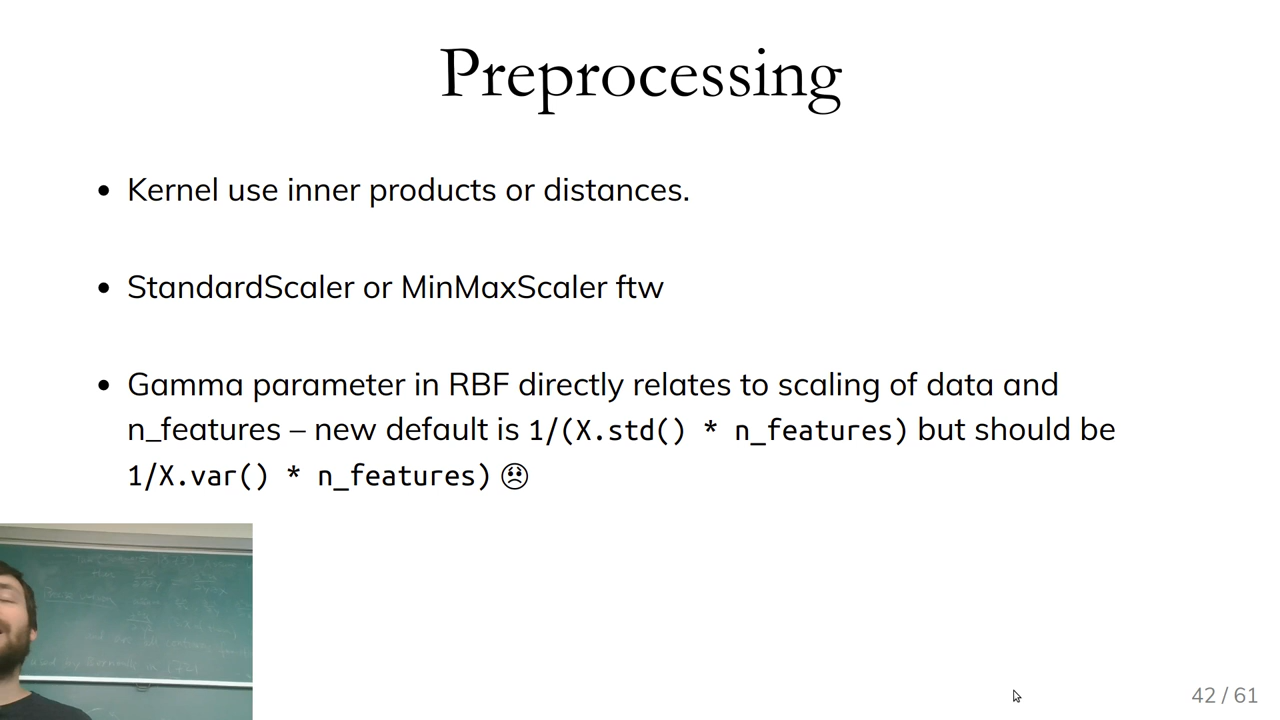 Preprocessing
• Kernel use inner products or distances.
• StandardScaler or MinMaxScaler ftw
• Gamma parameter in RBF directly relates to scaling of data and
n_features – new default is 1/(X.std() * n_features) but should be
1/X.var() * n_features) ☹
42 / 61